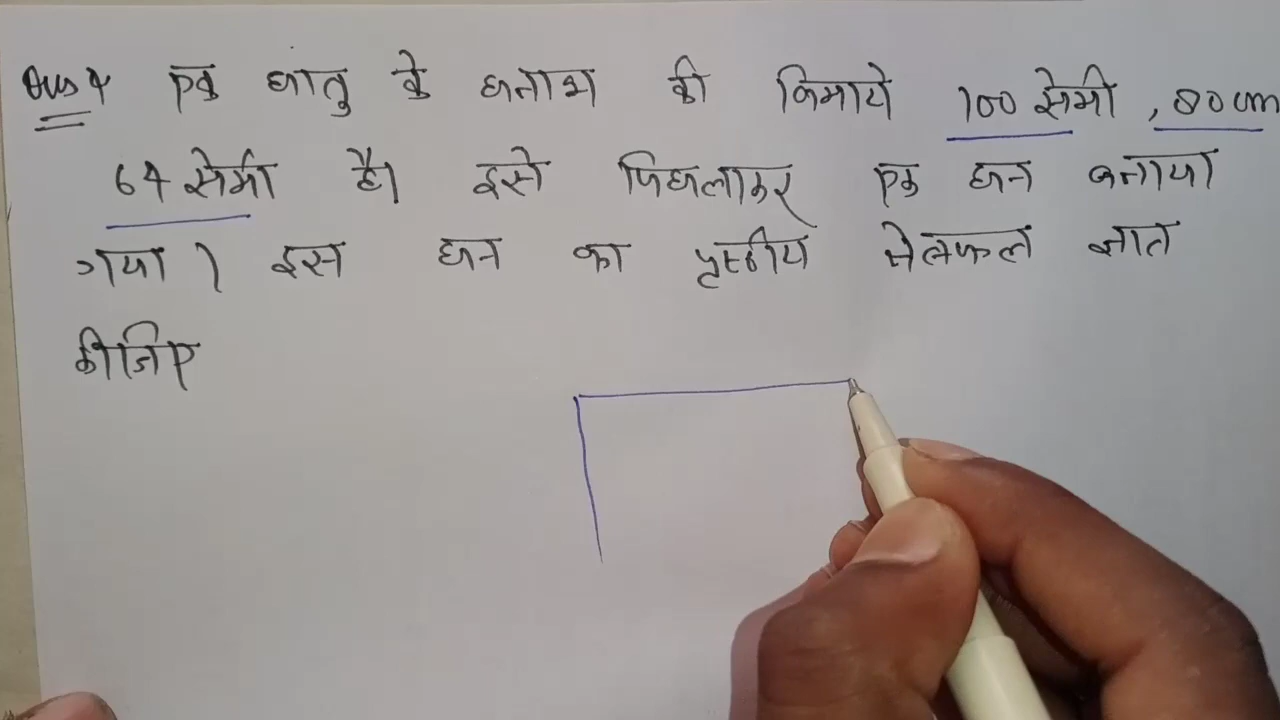 Ques 4 एक धातु के घनाभ की विमाये 100 सेमी , 80 cm
64 सेमी है। इसे पिघलाकर एक घन बनाया
गया। इस घन का पृष्ठीय क्षेत्रफल ज्ञात
कीजिए